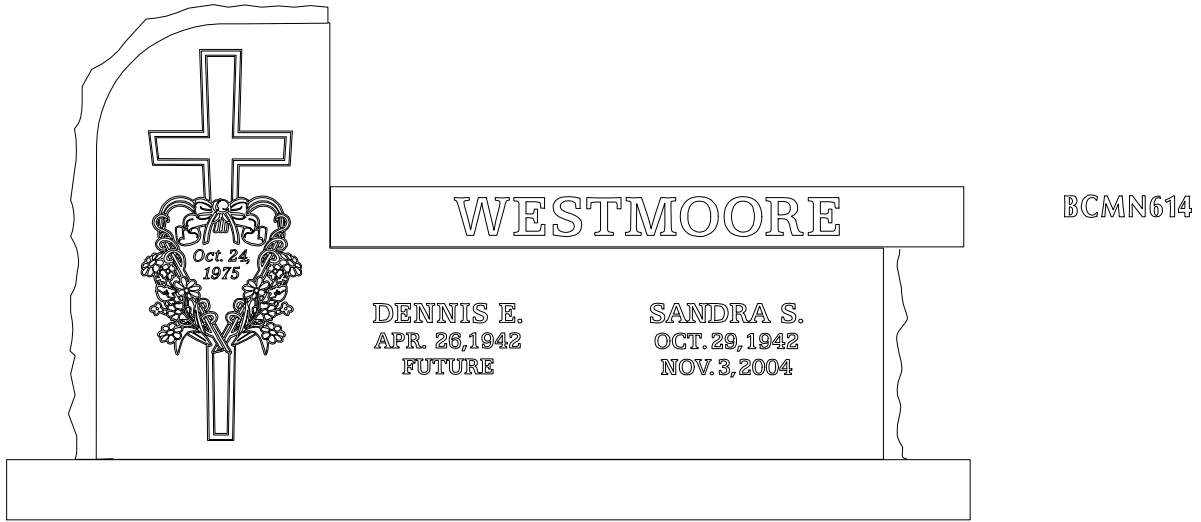 WESTMOORE
BCMN614
Oct. 24,
1975
DENNIS E.
APR. 26,1942
FUTURE
SANDRA S.
OCT. 29,1942
NOV. 3,2004